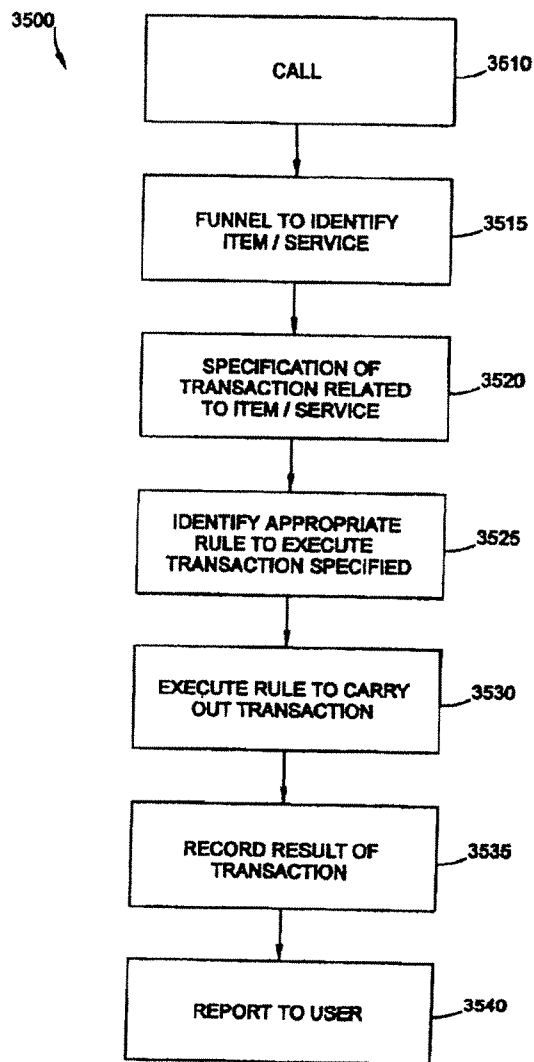 3500
CALL
3510
FUNNEL TO IDENTIFY
ITEM / SERVICE
3515
SPECIFICATION OF
TRANSACTION RELATED
TO ITEM / SERVICE
3520
IDENTIFY APPROPRIATE
RULE TO EXECUTE
TRANSACTION SPECIFIED
3525
EXECUTE RULE TO CARRY
OUT TRANSACTION
3530
RECORD RESULT OF
TRANSACTION
3535
REPORT TO USER
3540